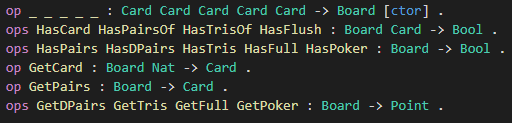 op _ _ _ _ _ : Card Card Card Card Card -> Board [ctor] .
ops HasCard HasPairsOf HasTrisOf HasFlush : Board Card -> Bool .
ops HasPairs HasDPairs HasTris HasFull HasPoker : Board -> Bool .
op GetCard : Board Nat -> Card .
op GetPairs : Board -> Card .
ops GetDPairs GetTris GetFull GetPoker : Board -> Point .